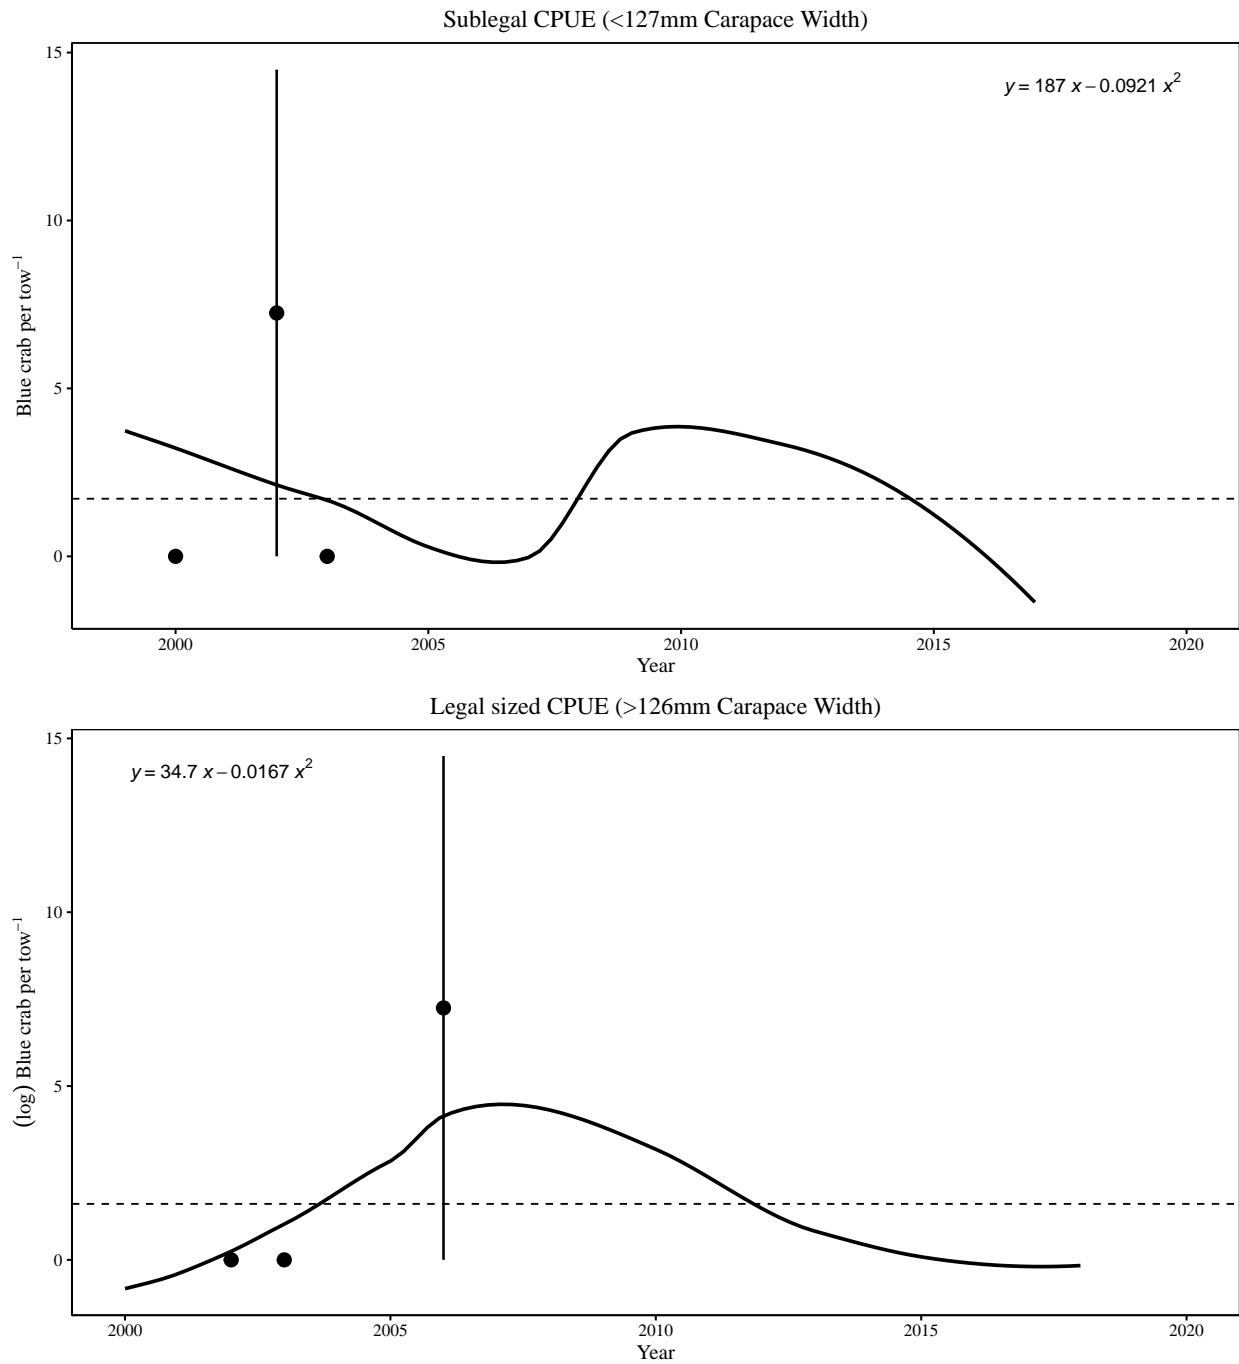 Sublegal CPUE (<127mm Carapace Width)
15
y = 187 x – 0.0921 x²
10
Blue crab per tow⁻¹
5
0
2000 2005 2010 2015 2020
Year
Legal sized CPUE (>126mm Carapace Width)
15
y = 34.7 x – 0.0167 x²
10
(log) Blue crab per tow⁻¹
5
0
2000 2005 2010 2015 2020
Year